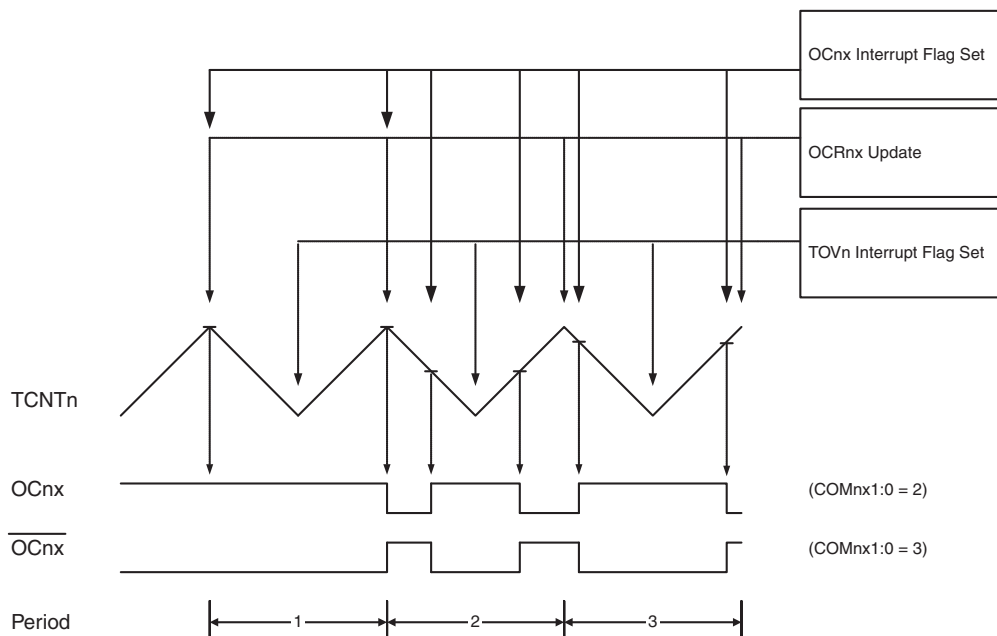 OCnx Interrupt Flag Set
OCRnx Update
TOVn Interrupt Flag Set
TCNTn
OCnx (COMnx1:0 = 2)
OCnx (COMnx1:0 = 3)
Period 1 2 3